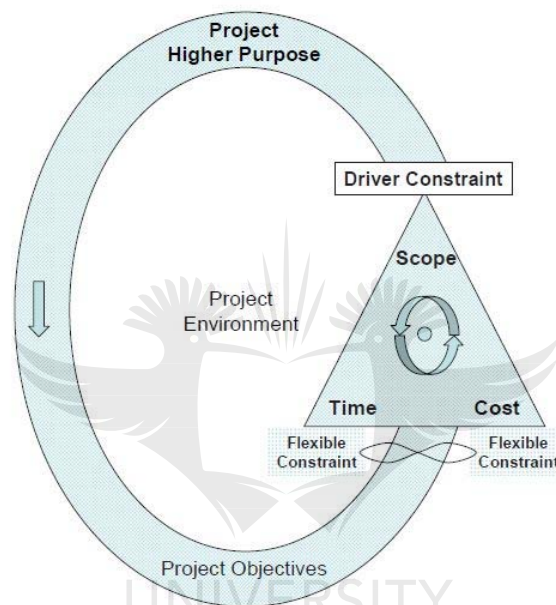 Project
Higher Purpose
Driver Constraint
Scope
Project
Environment
Time
Cost
Flexible
Constraint
Flexible
Constraint
Project Objectives
UNIVERSITY